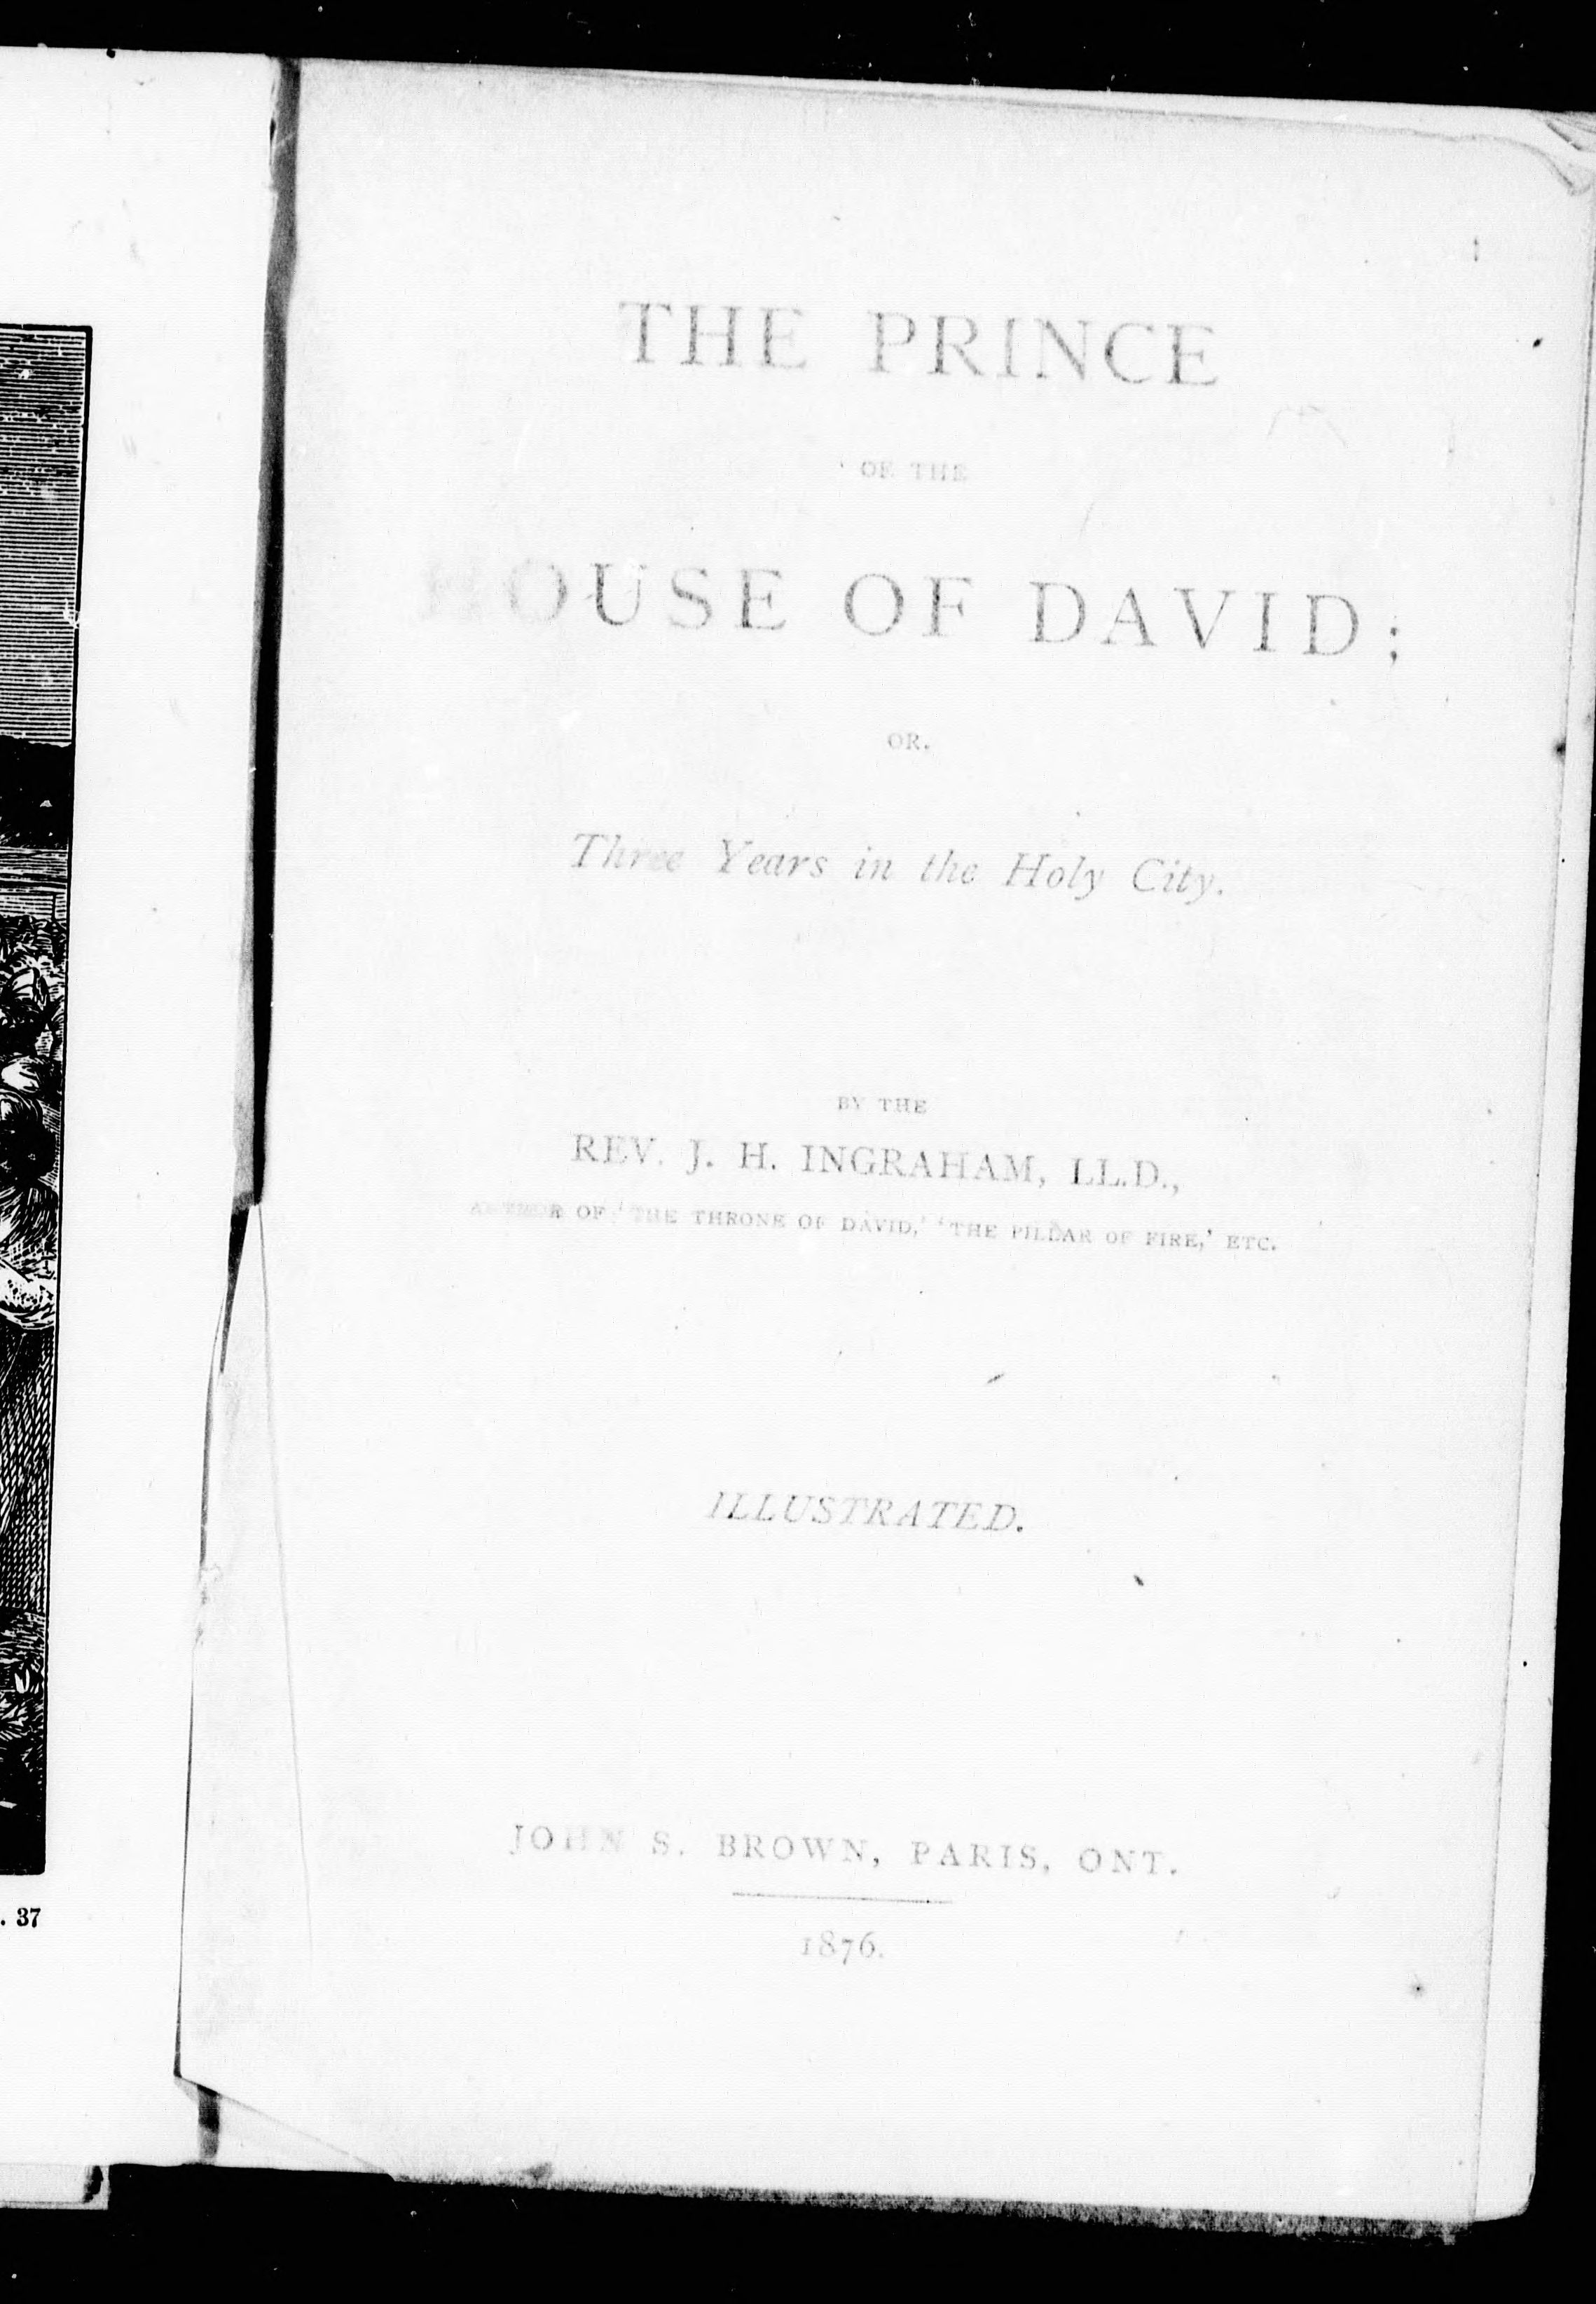 THE PRINCE
OF THE
HOUSE OF DAVID;
OR.
Three Years in the Holy City.
BY THE
REV. J. H. INGRAHAM, LL.D.,
AUTHOR OF 'THE THRONE OF DAVID,' 'THE PILLAR OF FIRE,' ETC.
ILLUSTRATED.
JOHN S. BROWN, PARIS, ONT.
1876.
. 37